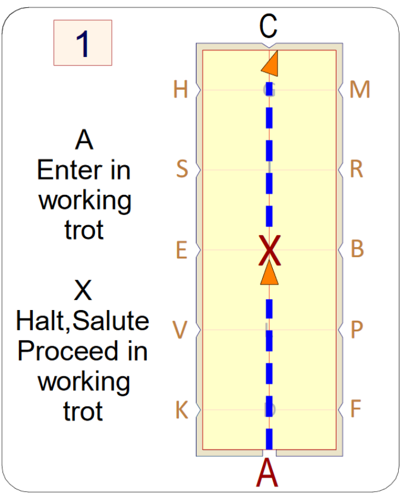 1
C
H
M
G
A
Enter in
working
trot
S
R
E
X
B
X
Halt,Salute
Proceed in
working
trot
V
P
K
D
F
A